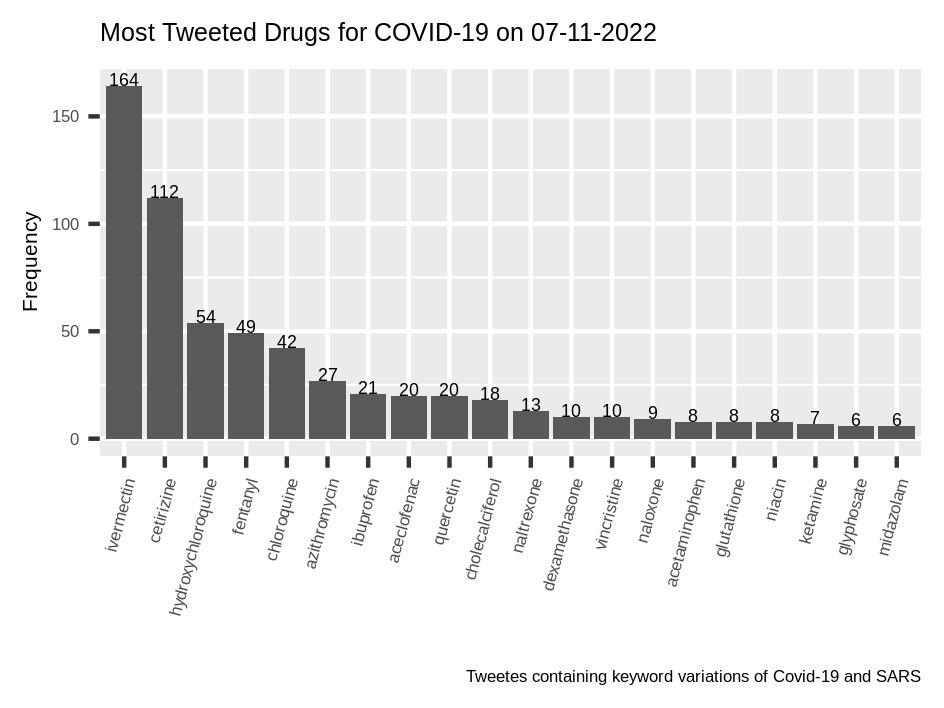 Most Tweeted Drugs for COVID-19 on 07-11-2022
164
112
54
49
42
27
21
20
20
18
13
10
10
9
8
8
8
7
6
6
150
100
50
0
Frequency
ivermectin
cetirizine
hydroxychloroquine
fentanyl
chloroquine
azithromycin
ibuprofen
aceclofenac
quercetin
cholecalciferol
naltrexone
dexamethasone
vincristine
naloxone
acetaminophen
glutathione
niacin
ketamine
glyphosate
midazolam
Tweetes containing keyword variations of Covid-19 and SARS